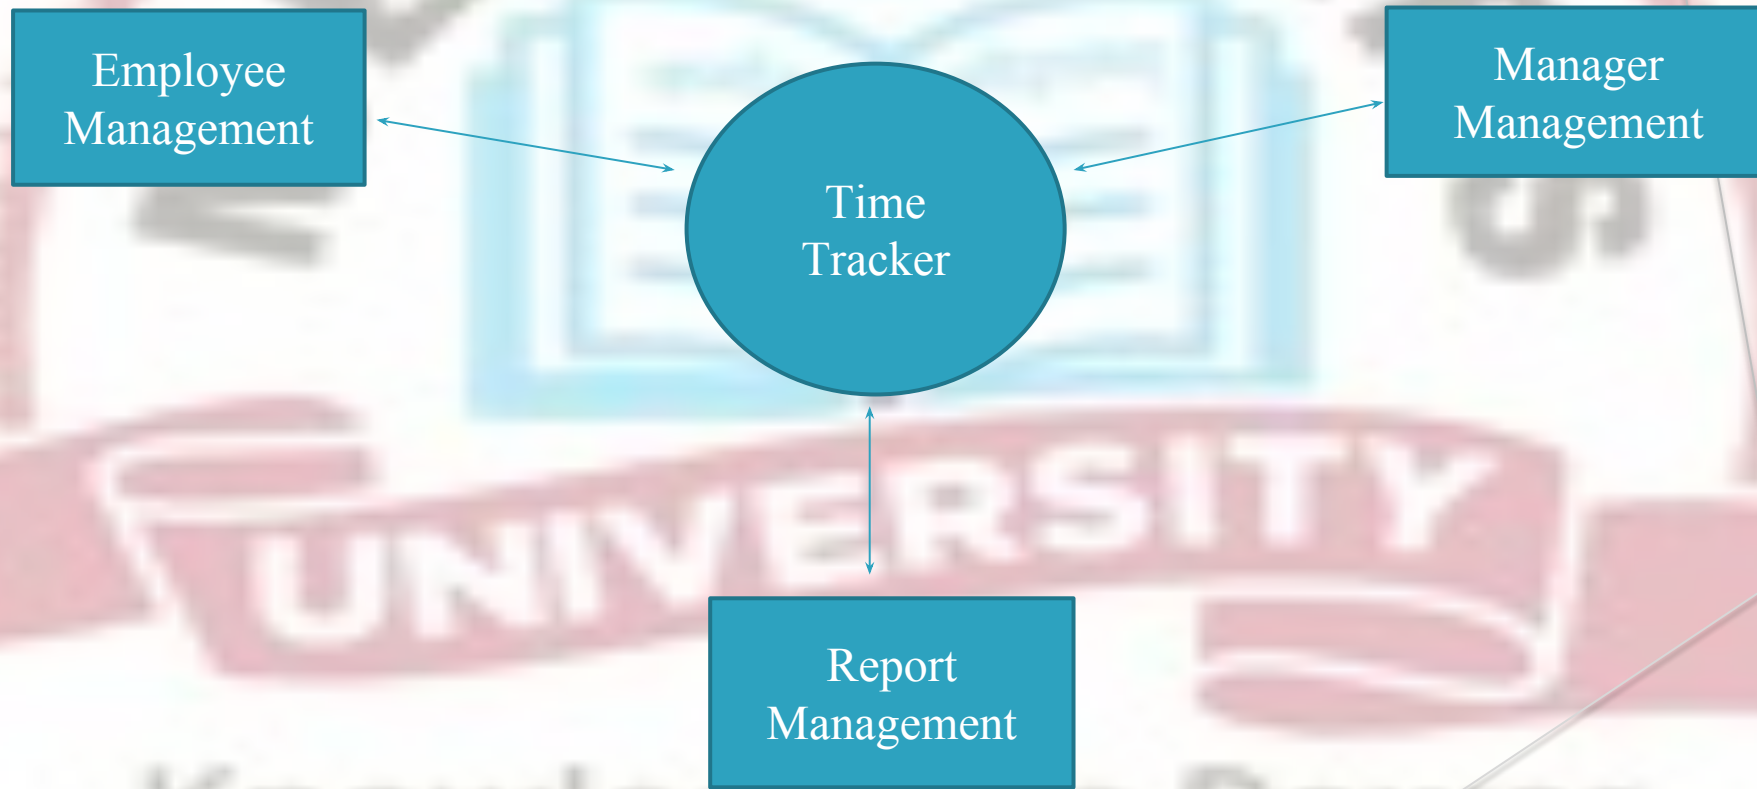 Employee
Management
Manager
Management
Time
Tracker
UNIVERSITY
Report
Management